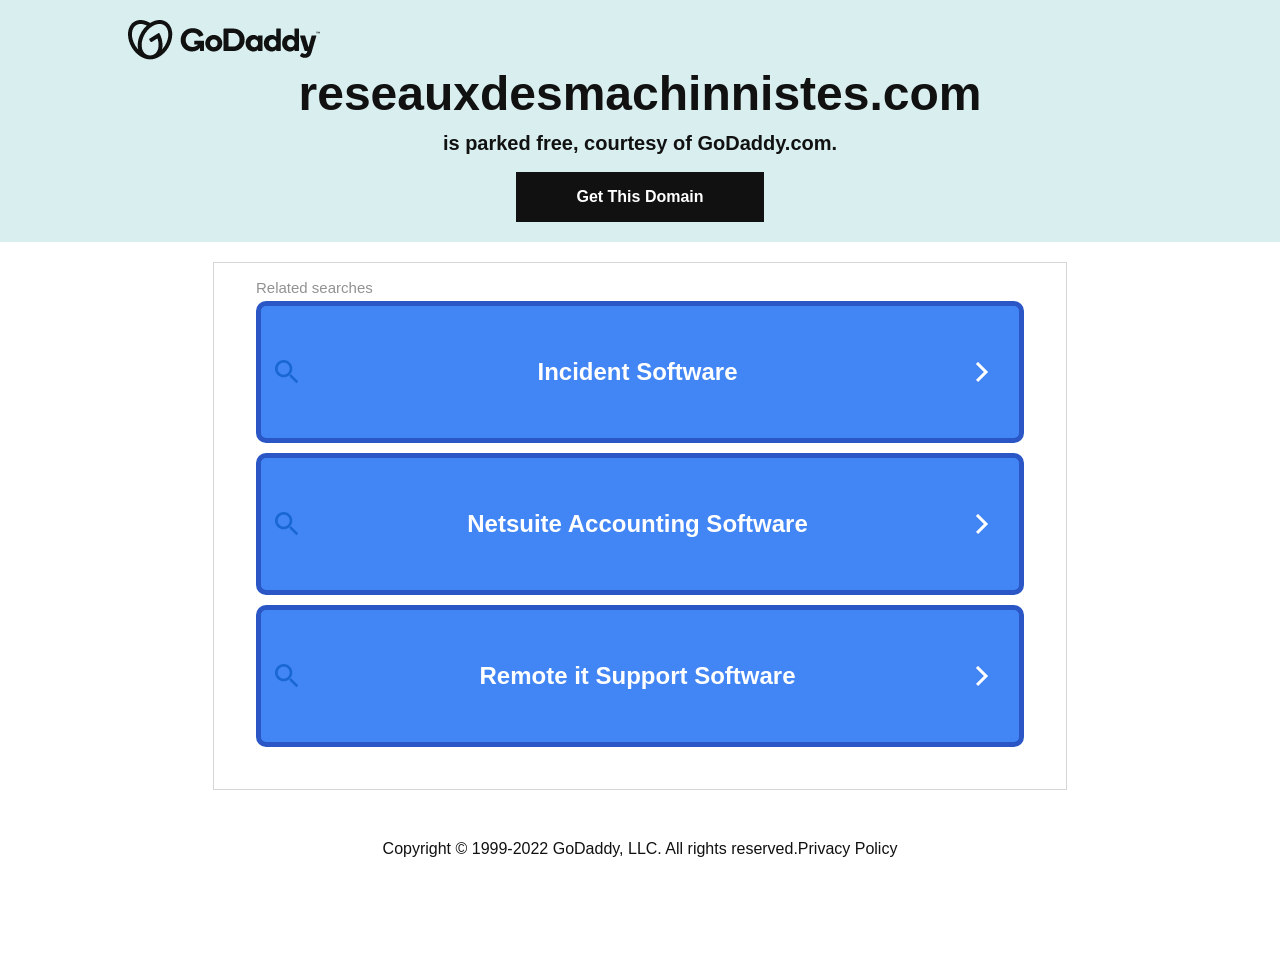 GoDaddy™
reseauxdesmachinnistes.com
is parked free, courtesy of GoDaddy.com.
Get This Domain
Related searches
Incident Software
Netsuite Accounting Software
Remote it Support Software
Copyright © 1999-2022 GoDaddy, LLC. All rights reserved.Privacy Policy